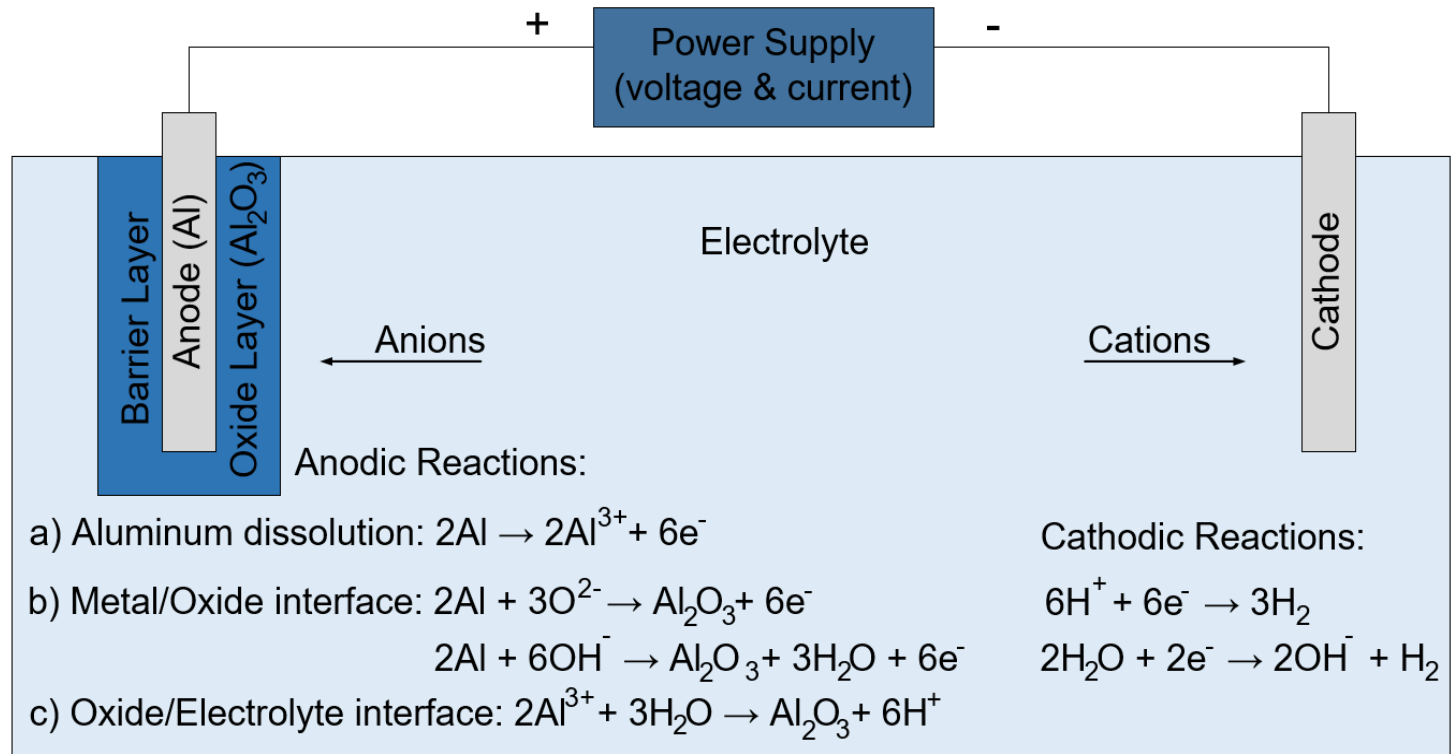 +
-
Power Supply
(voltage & current)
Barrier Layer
Anode (Al)
Oxide Layer (Al₂O₃)
Electrolyte
Cathode
Anions
Cations
Anodic Reactions:
a) Aluminum dissolution: 2Al → 2Al³⁺ + 6e⁻
b) Metal/Oxide interface: 2Al + 3O²⁻ → Al₂O₃ + 6e⁻
2Al + 6OH⁻ → Al₂O₃ + 3H₂O + 6e⁻
c) Oxide/Electrolyte interface: 2Al³⁺ + 3H₂O → Al₂O₃ + 6H⁺
Cathodic Reactions:
6H⁺ + 6e⁻ → 3H₂
2H₂O + 2e⁻ → 2OH⁻ + H₂